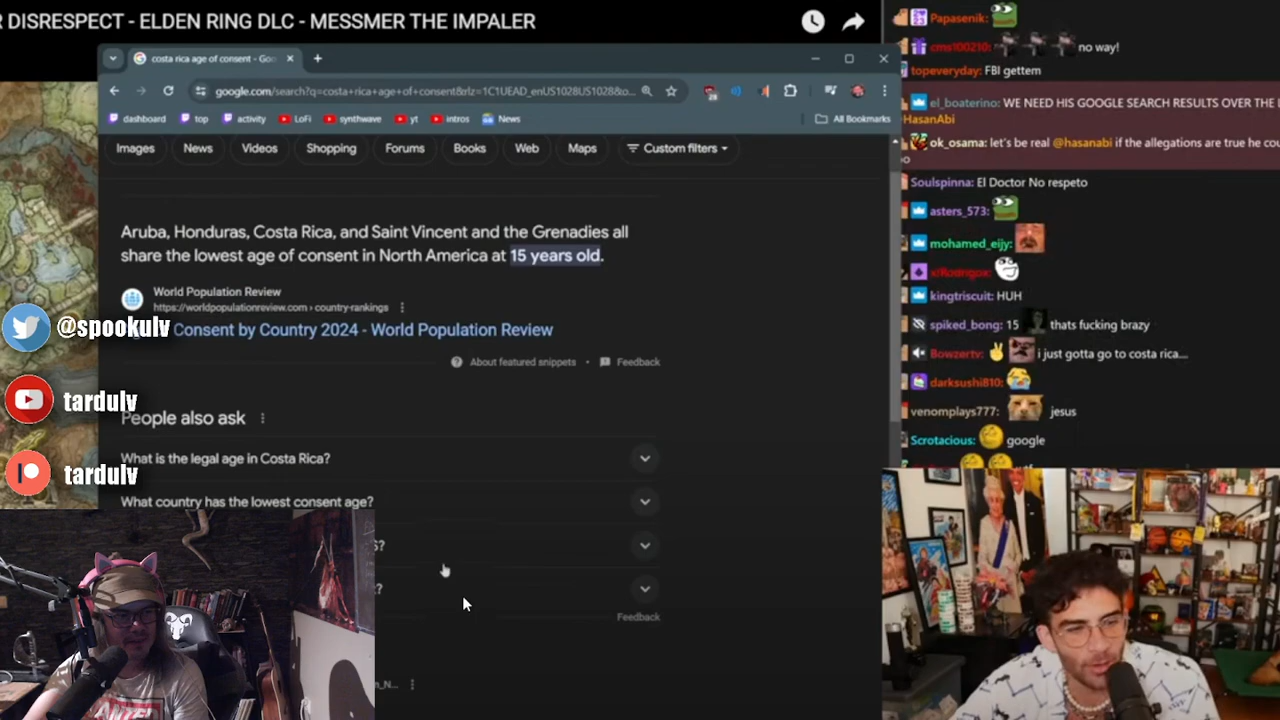 DISRESPECT - ELDEN RING DLC - MESSMER THE IMPALER
costa rica age of consent - Goo
google.com/search?q=costa+rica+age+of+consent&rlz=1C1UEAD_enUS1028US1028&o...
dashboard
top
activity
LoFi
synthwave
yt
intros
News
All Bookmarks
Images
News
Videos
Shopping
Forums
Books
Web
Maps
Custom filters
Aruba, Honduras, Costa Rica, and Saint Vincent and the Grenadies all
share the lowest age of consent in North America at 15 years old.
World Population Review
https://worldpopulationreview.com › country-rankings
Consent by Country 2024 - World Population Review
About featured snippets
Feedback
People also ask
What is the legal age in Costa Rica?
What country has the lowest consent age?
Feedback
@spookulv
tardulv
tardulv
Papasenik:
cms100210: no way!
topeveryday: FBI gettem
el_boaterino: WE NEED HIS GOOGLE SEARCH RESULTS OVER THE
HasanAbi
ok_osama: let's be real @hasanabi if the allegations are true he cou
Soulspinna: El Doctor No respeto
asters_573:
mohamed_eijy:
kingtriscuit: HUH
spiked_bong: 15 thats fucking brazy
Bowzertv: i just gotta go to costa rica...
darksushi810:
venomplays777: jesus
Scrotacious: google